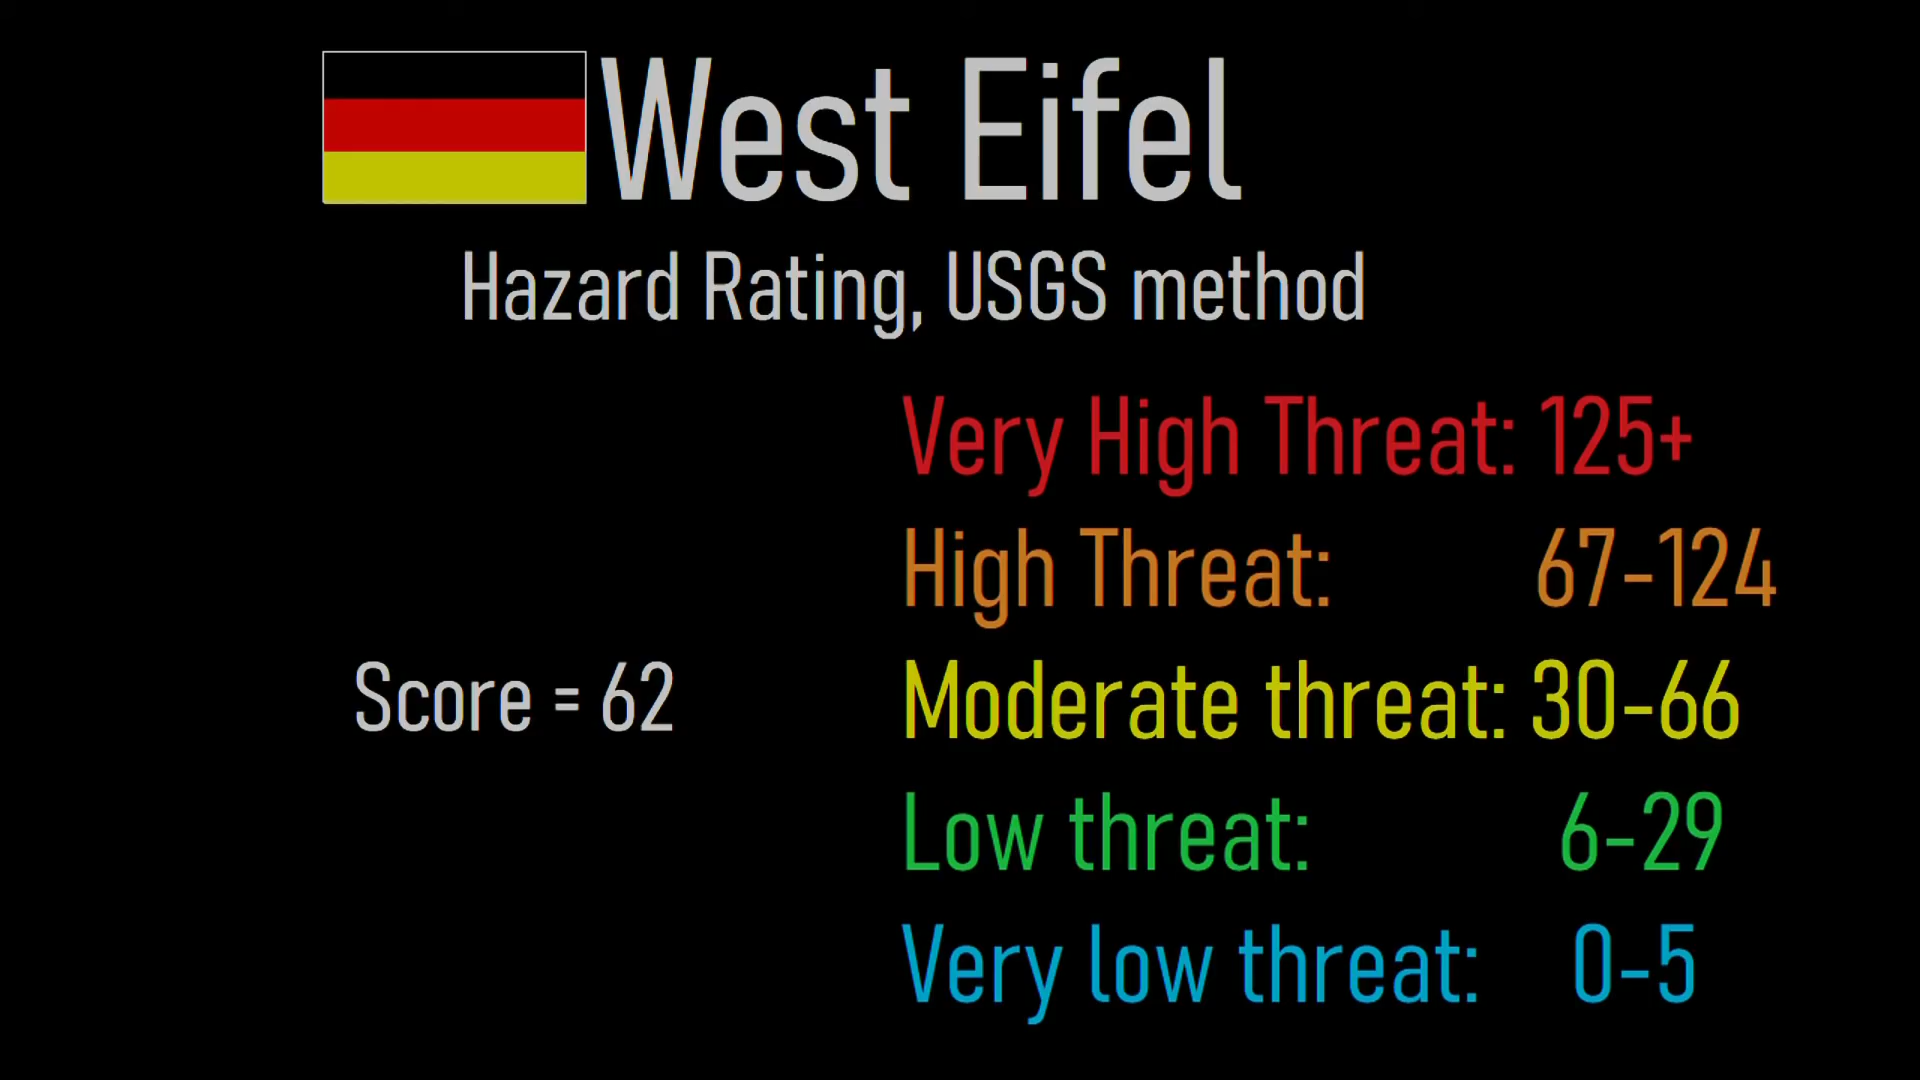 West Eifel
Hazard Rating, USGS method
Very High Threat: 125+
High Threat: 67-124
Score = 62
Moderate threat: 30-66
Low threat: 6-29
Very low threat: 0-5